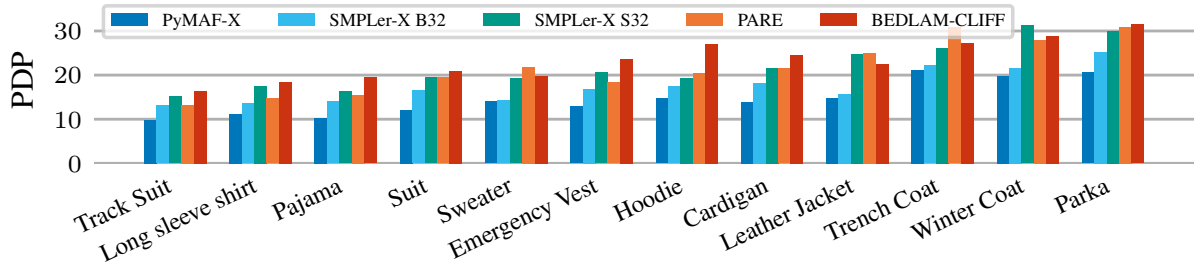 PyMAF-X SMPLer-X B32 SMPLer-X S32 PARE BEDLAM-CLIFF
PDP
30
20
10
0
Track Suit
Long sleeve shirt
Pajama
Suit
Sweater
Emergency Vest
Hoodie
Cardigan
Leather Jacket
Trench Coat
Winter Coat
Parka